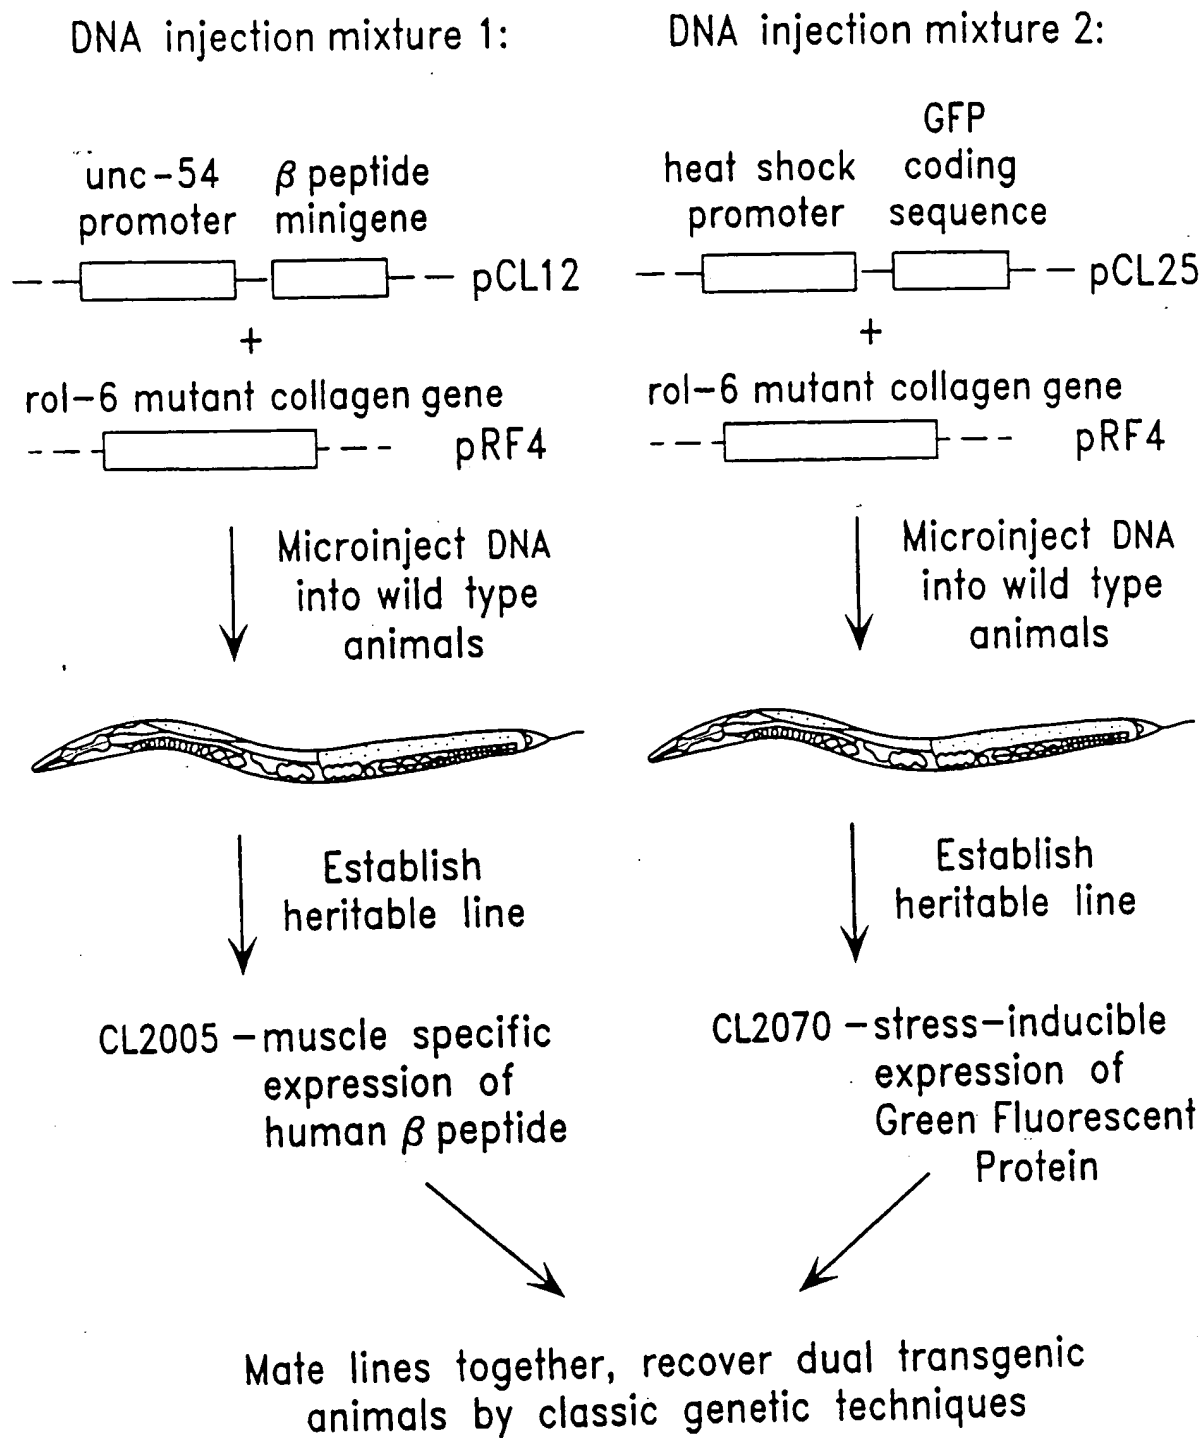 DNA injection mixture 1:
unc-54
promoter
β peptide
minigene
pCL12
+
rol-6 mutant collagen gene
pRF4
Microinject DNA
into wild type
animals
Establish
heritable line
CL2005 – muscle specific
expression of
human β peptide
DNA injection mixture 2:
heat shock
promoter
GFP
coding
sequence
pCL25
+
rol-6 mutant collagen gene
pRF4
Microinject DNA
into wild type
animals
Establish
heritable line
CL2070 – stress-inducible
expression of
Green Fluorescent
Protein
Mate lines together, recover dual transgenic
animals by classic genetic techniques